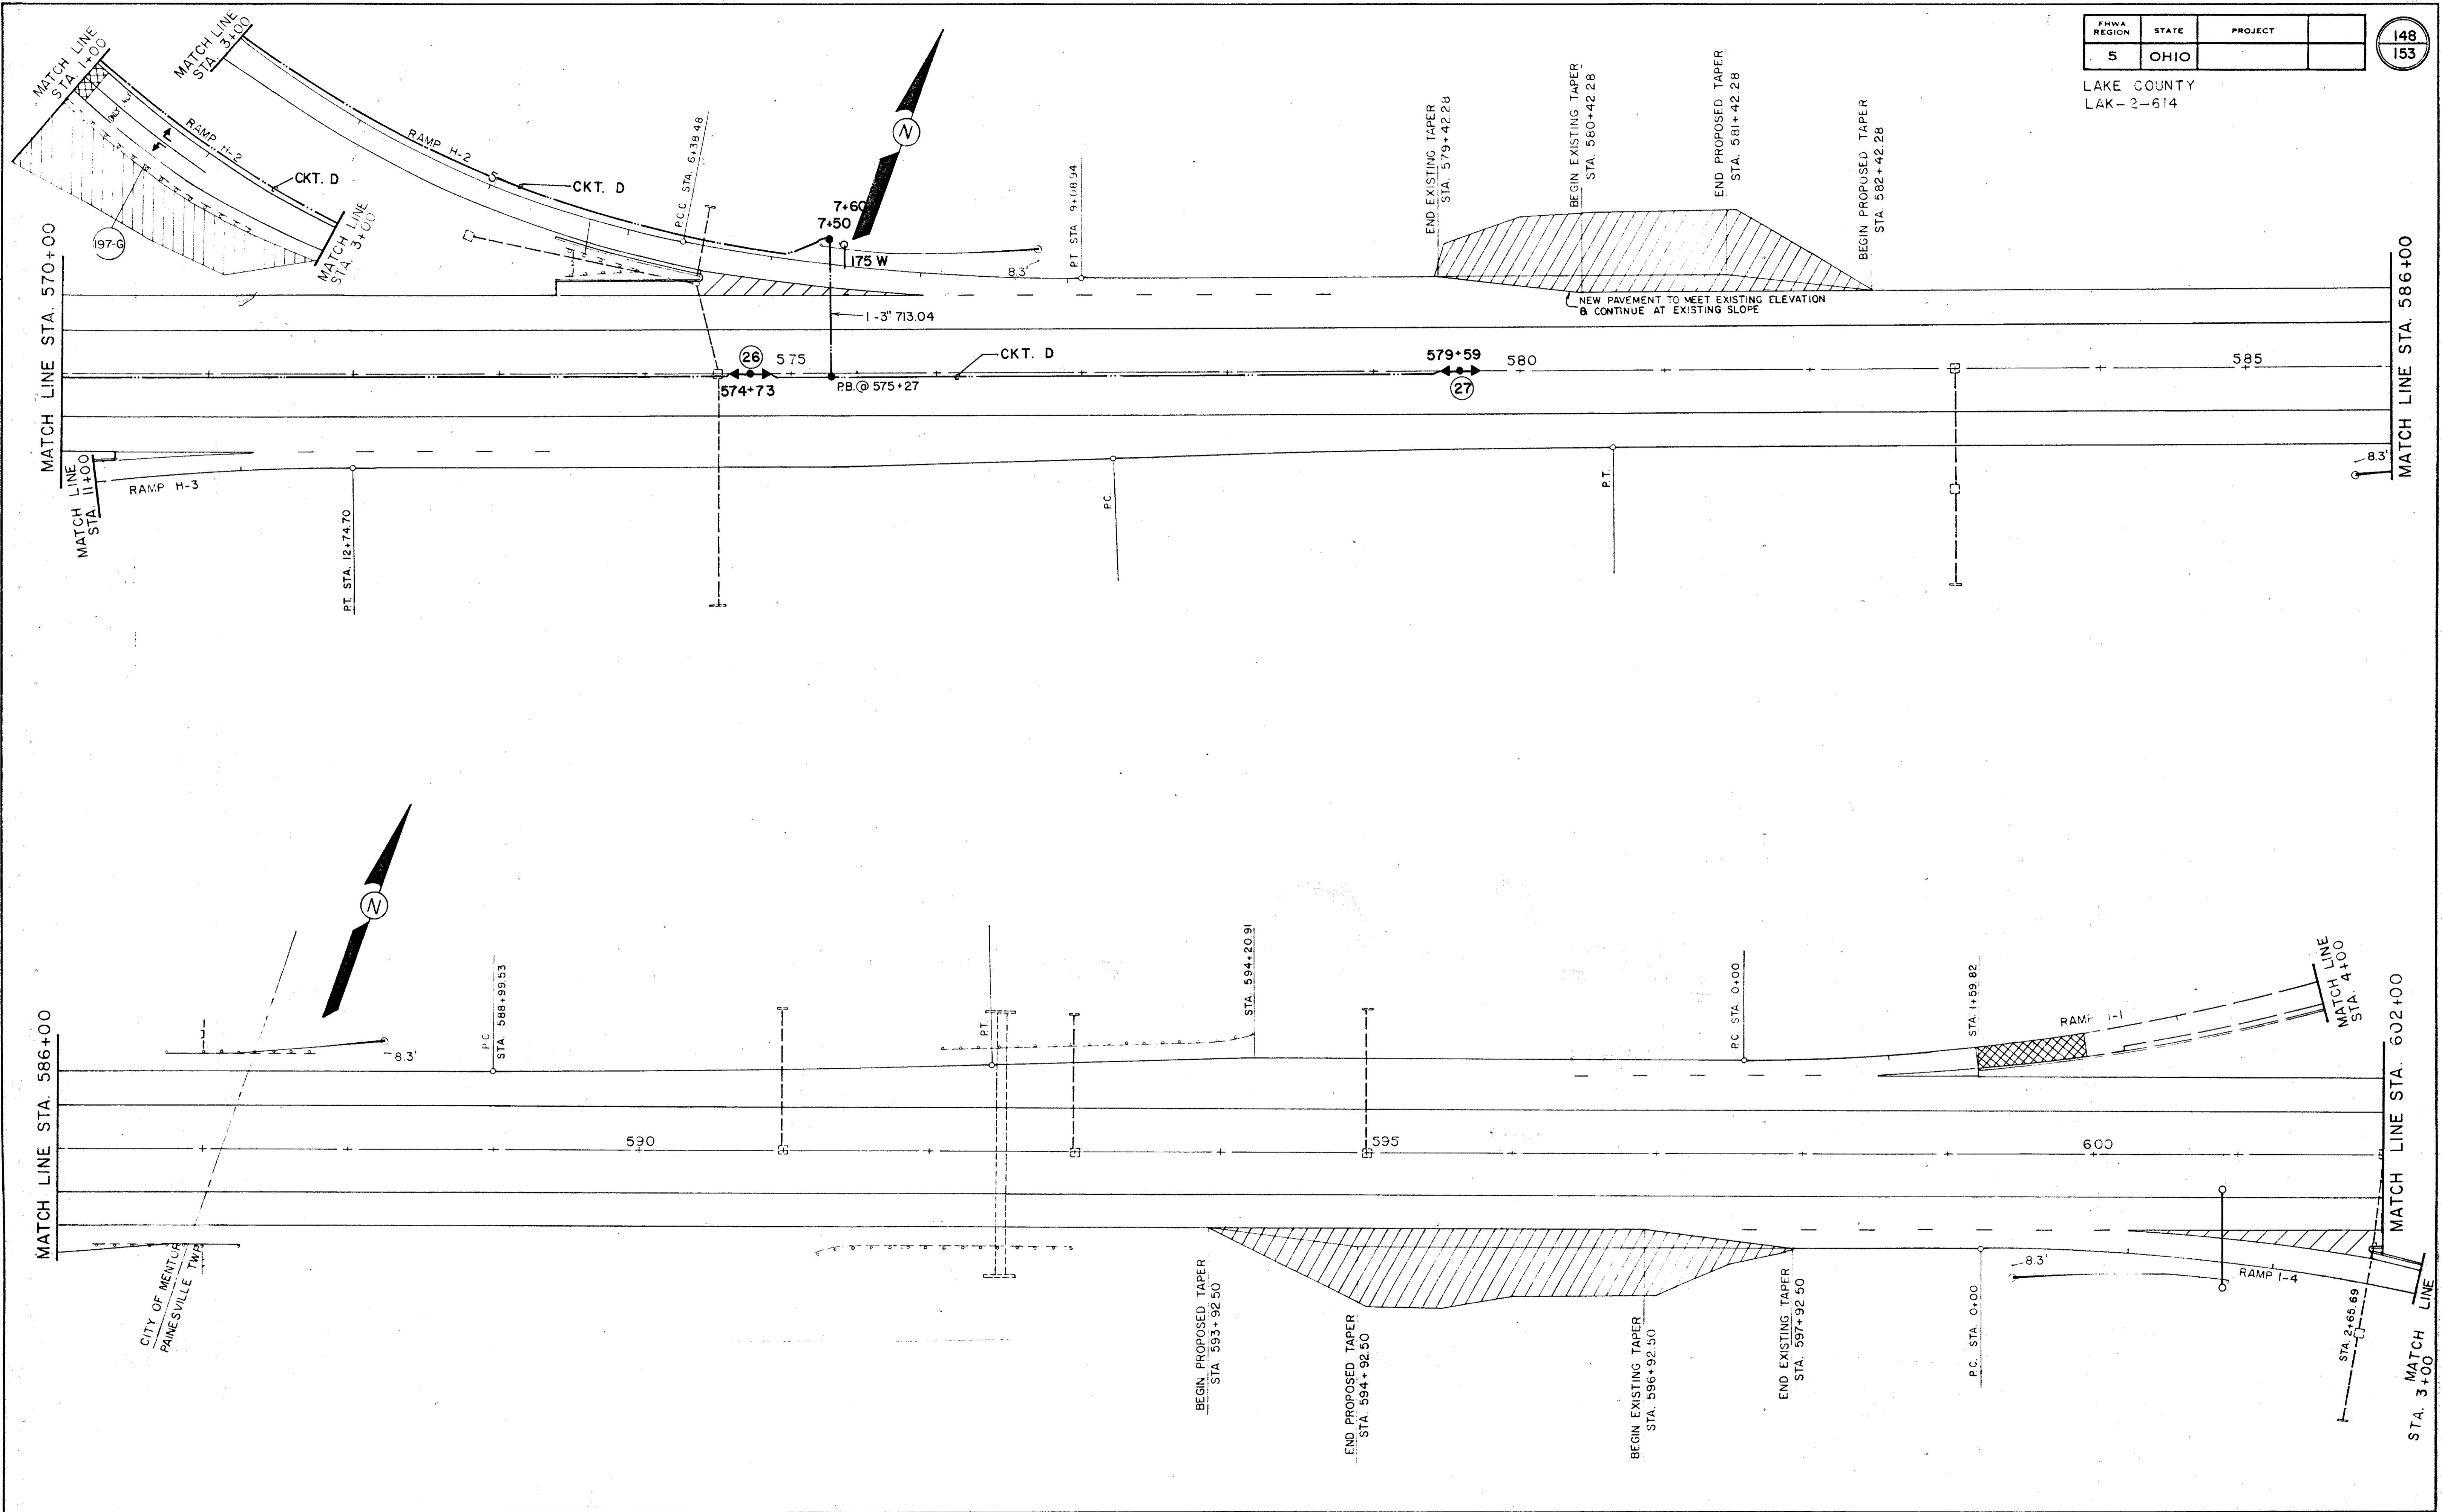 FHWA REGION
STATE
PROJECT
5
OHIO
148
153
LAKE COUNTY
LAK-2-614
MATCH LINE
STA. 1+00
MATCH LINE
STA. 3+00
RAMP H-2
CKT. D
197-G
MATCH LINE
STA. 3+00
RAMP H-2
5
CKT. D
P.C.C. STA. 6+38.48
7+60
7+50
N
175 W
8.3'
P.T. STA 9+08.94
END EXISTING TAPER
STA. 579+42.28
BEGIN EXISTING TAPER
STA. 580+42.28
END PROPOSED TAPER
STA. 581+42.28
BEGIN PROPOSED TAPER
STA. 582+42.28
NEW PAVEMENT TO MEET EXISTING ELEVATION
& CONTINUE AT EXISTING SLOPE
MATCH LINE STA. 570+00
1-3" 713.04
26
575
574+73
P.B.@ 575+27
CKT. D
579+59
27
580
585
MATCH LINE STA. 586+00
MATCH LINE
STA. 11+00
RAMP H-3
P.T. STA. 12+74.70
P.C.
P.T.
8.3'
N
MATCH LINE STA. 586+00
8.3'
P.C.
STA. 588+99.53
P.T.
STA. 594+20.91
P.C. STA. 0+00
STA. 1+59.82
RAMP I-1
MATCH LINE
STA. 4+00
MATCH LINE STA. 602+00
590
595
600
CITY OF MENTOR
PAINESVILLE TWP.
BEGIN PROPOSED TAPER
STA. 593+92.50
END PROPOSED TAPER
STA. 594+92.50
BEGIN EXISTING TAPER
STA. 596+92.50
END EXISTING TAPER
STA. 597+92.50
P.C. STA. 0+00
8.3'
RAMP I-4
STA. 2+65.69
MATCH LINE
STA. 3+00